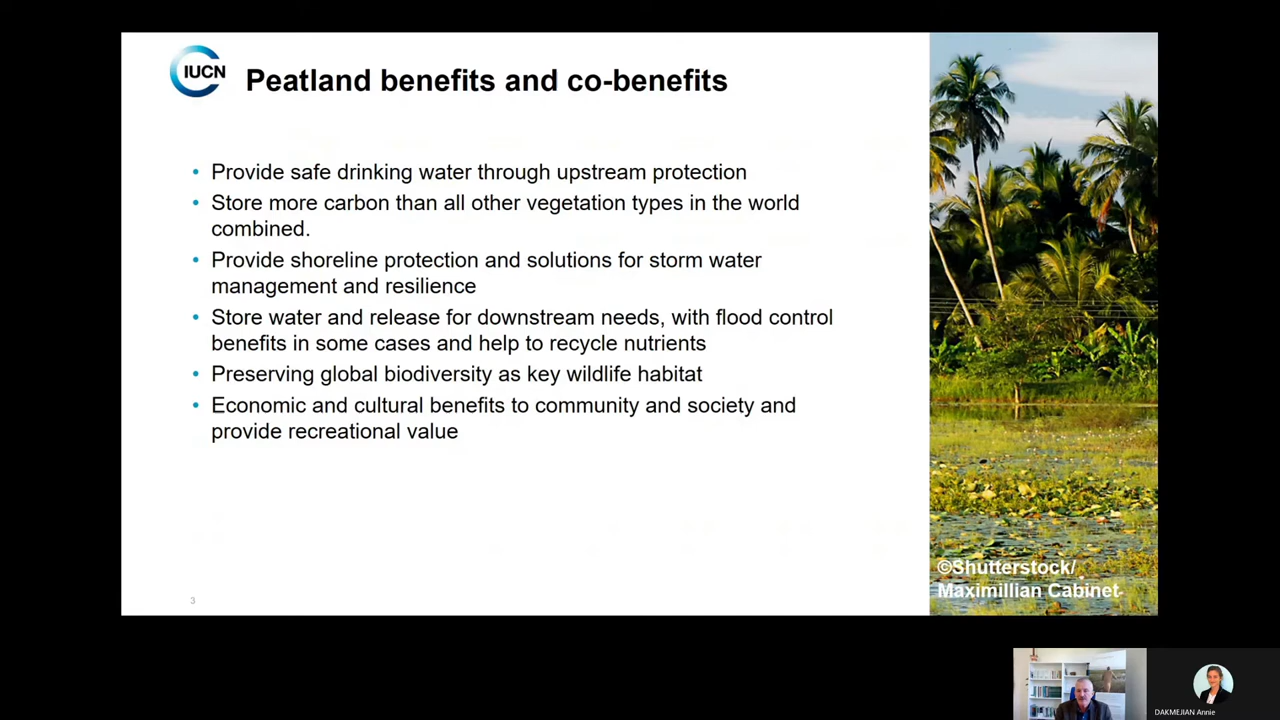 IUCN
Peatland benefits and co-benefits
• Provide safe drinking water through upstream protection
• Store more carbon than all other vegetation types in the world
combined.
• Provide shoreline protection and solutions for storm water
management and resilience
• Store water and release for downstream needs, with flood control
benefits in some cases and help to recycle nutrients
• Preserving global biodiversity as key wildlife habitat
• Economic and cultural benefits to community and society and
provide recreational value
©Shutterstock/
Maximillian Cabinet
3
DAKMEJIAN Annie